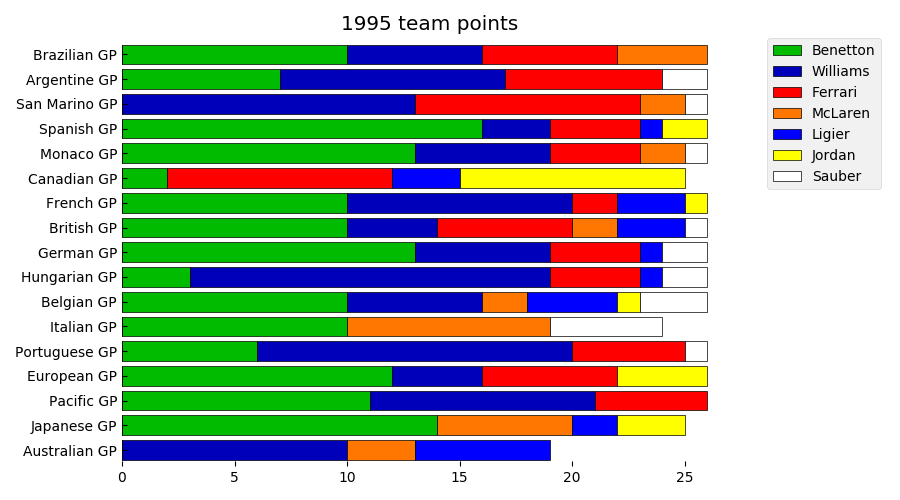 1995 team points
Brazilian GP
Argentine GP
San Marino GP
Spanish GP
Monaco GP
Canadian GP
French GP
British GP
German GP
Hungarian GP
Belgian GP
Italian GP
Portuguese GP
European GP
Pacific GP
Japanese GP
Australian GP
0 5 10 15 20 25
Benetton
Williams
Ferrari
McLaren
Ligier
Jordan
Sauber